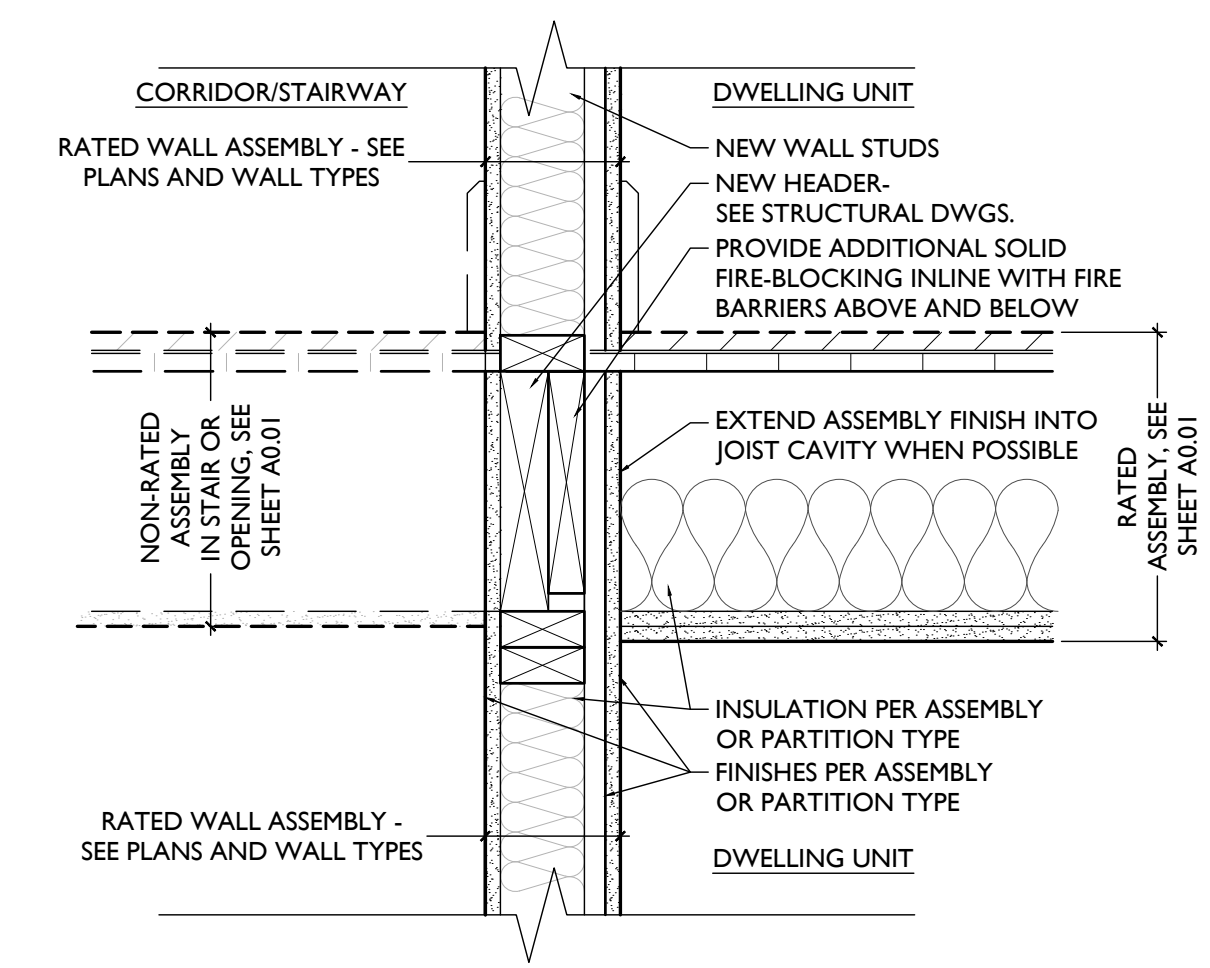 CORRIDOR/STAIRWAY
DWELLING UNIT
RATED WALL ASSEMBLY - SEE
PLANS AND WALL TYPES
NEW WALL STUDS
NEW HEADER-
SEE STRUCTURAL DWGS.
PROVIDE ADDITIONAL SOLID
FIRE-BLOCKING INLINE WITH FIRE
BARRIERS ABOVE AND BELOW
NON-RATED
ASSEMBLY
IN STAIR OR
OPENING, SEE
SHEET A0.01
EXTEND ASSEMBLY FINISH INTO
JOIST CAVITY WHEN POSSIBLE
RATED
ASSEMBLY, SEE
SHEET A0.01
INSULATION PER ASSEMBLY
OR PARTITION TYPE
FINISHES PER ASSEMBLY
OR PARTITION TYPE
RATED WALL ASSEMBLY -
SEE PLANS AND WALL TYPES
DWELLING UNIT